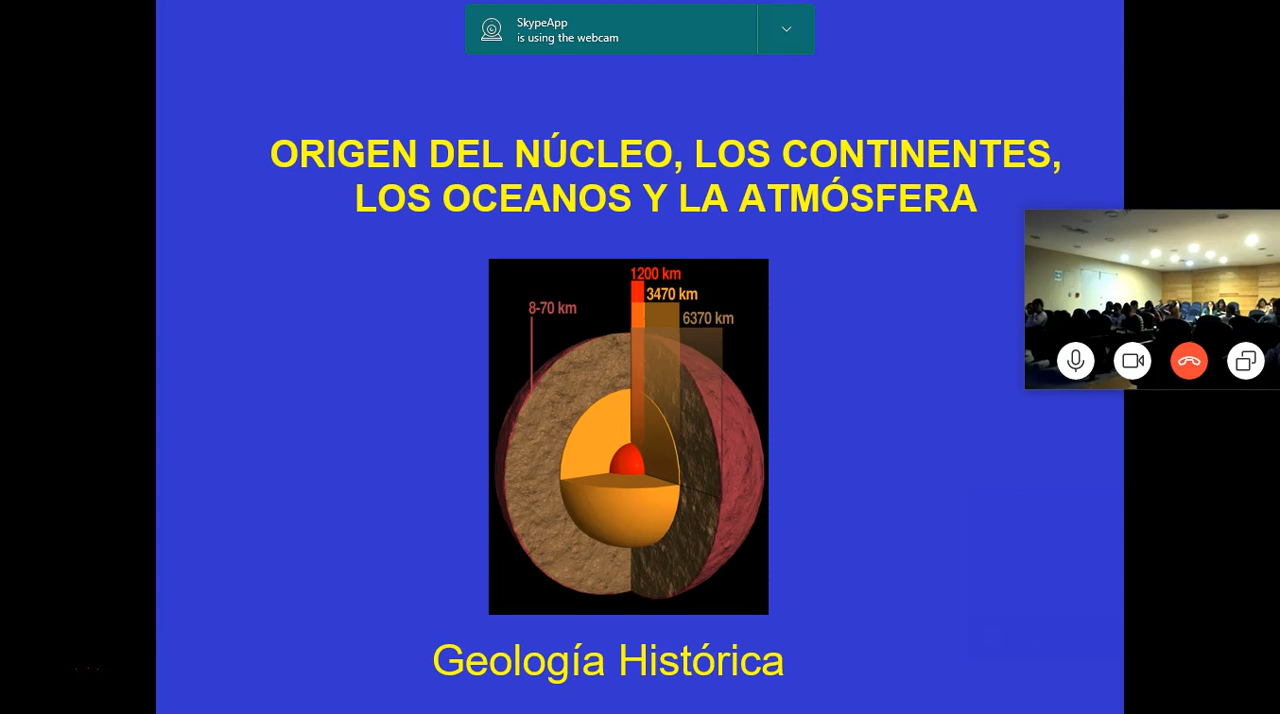 SkypeApp
is using the webcam
ORIGEN DEL NÚCLEO, LOS CONTINENTES,
LOS OCEANOS Y LA ATMÓSFERA
1200 km
3470 km
8-70 km
6370 km
Geología Histórica